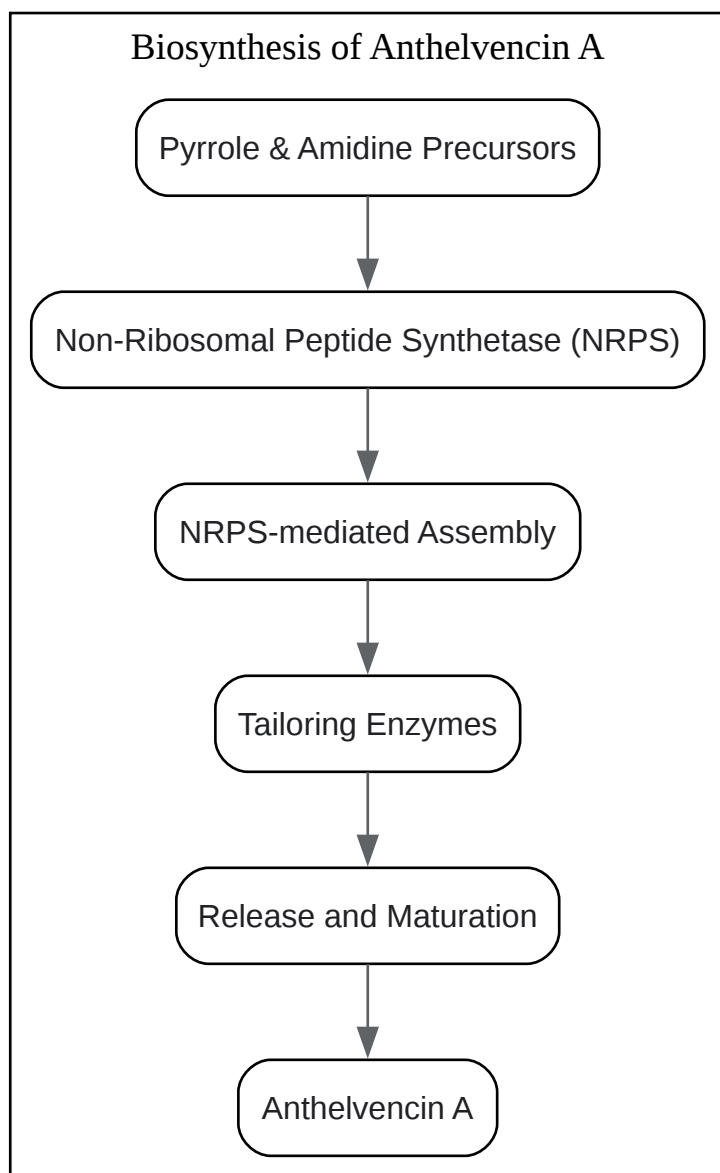 Biosynthesis of Anthelvencin A
Pyrrole & Amidine Precursors
Non-Ribosomal Peptide Synthetase (NRPS)
NRPS-mediated Assembly
Tailoring Enzymes
Release and Maturation
Anthelvencin A